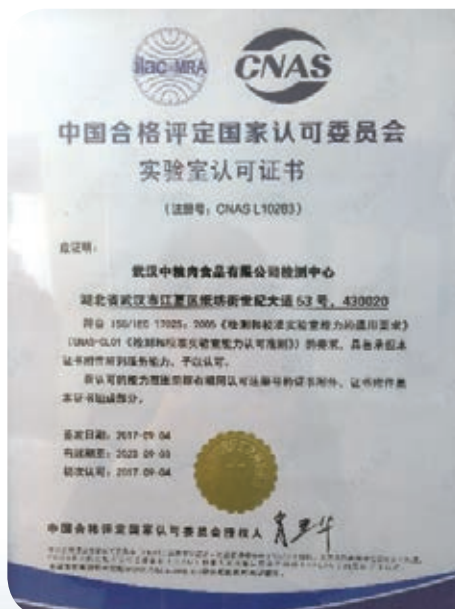 ilac-MRA
CNAS
中国合格评定国家认可委员会
实验室认可证书
(注册号:CNAS L10283)
兹证明:
武汉中粮肉食品有限公司检测中心
湖北省武汉市江夏区纸坊街世纪大道 53 号,430020
符合 ISO/IEC 17025:2005《检测和校准实验室能力的通用要求》
(CNAS-CL01《检测和校准实验室能力认可准则》)的要求,具备承担本
证书附件所列服务能力,予以认可。
获认可的能力范围见标有相同认可注册号的证书附件,证书附件是
本证书组成部分。
签发日期:2017-09-04
有效期至:2023-09-03
初次认可:2017-09-04
中国合格评定国家认可委员会授权人